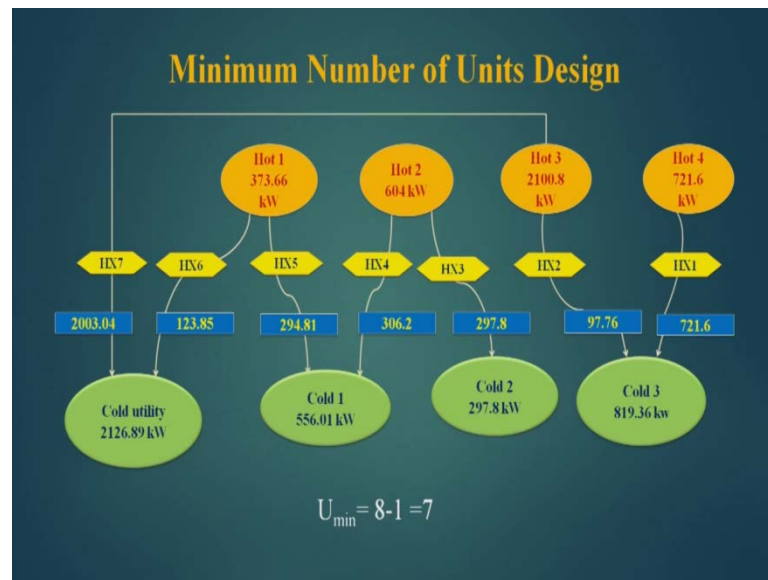 Minimum Number of Units Design
Hot 1
373.66
kW
Hot 2
604 kW
Hot 3
2100.8
kW
Hot 4
721.6
kW
HX7
HX6
HX5
HX4
HX3
HX2
HX1
2003.04
123.85
294.81
306.2
297.8
97.76
721.6
Cold utility
2126.89 kW
Cold 1
556.01 kW
Cold 2
297.8 kW
Cold 3
819.36 kw
Umin= 8-1 =7